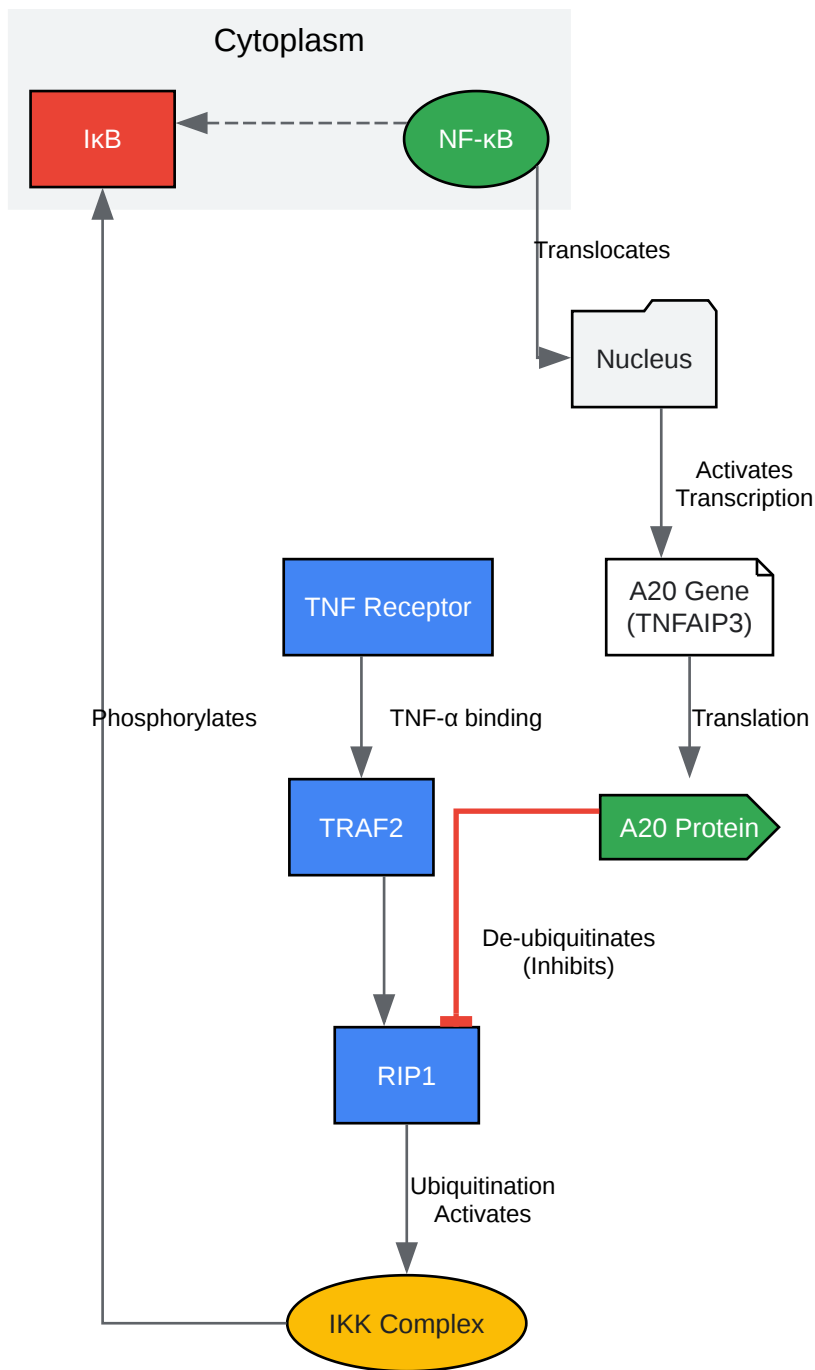 Cytoplasm
IκB
NF-κB
Translocates
Nucleus
Activates
Transcription
TNF Receptor
A20 Gene
(TNFAIP3)
Phosphorylates
TNF-α binding
Translation
TRAF2
A20 Protein
De-ubiquitinates
(Inhibits)
RIP1
Ubiquitination
Activates
IKK Complex